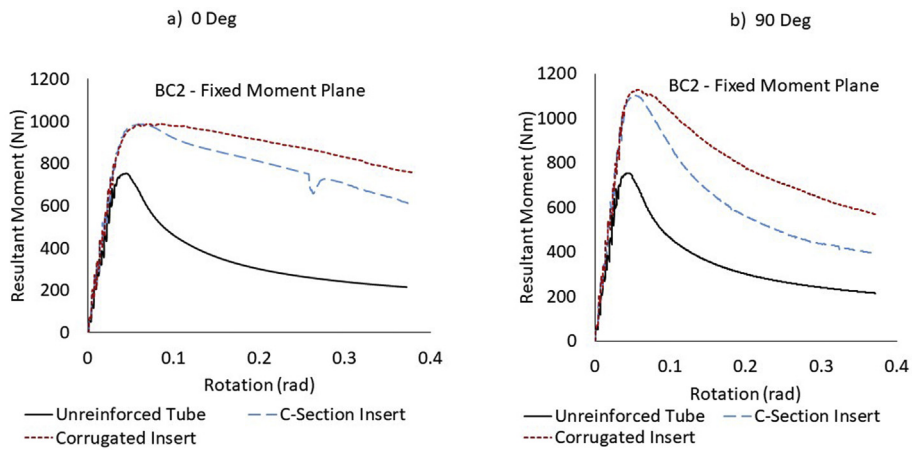 a) 0 Deg
BC2 - Fixed Moment Plane
Resultant Moment (Nm)
1200
1000
800
600
400
200
0
0 0.1 0.2 0.3 0.4
Rotation (rad)
Unreinforced Tube C-Section Insert
Corrugated Insert
b) 90 Deg
BC2 - Fixed Moment Plane
Resultant Moment (Nm)
1200
1000
800
600
400
200
0
0 0.1 0.2 0.3 0.4
Rotation (rad)
Unreinforced Tube C-Section Insert
Corrugated Insert